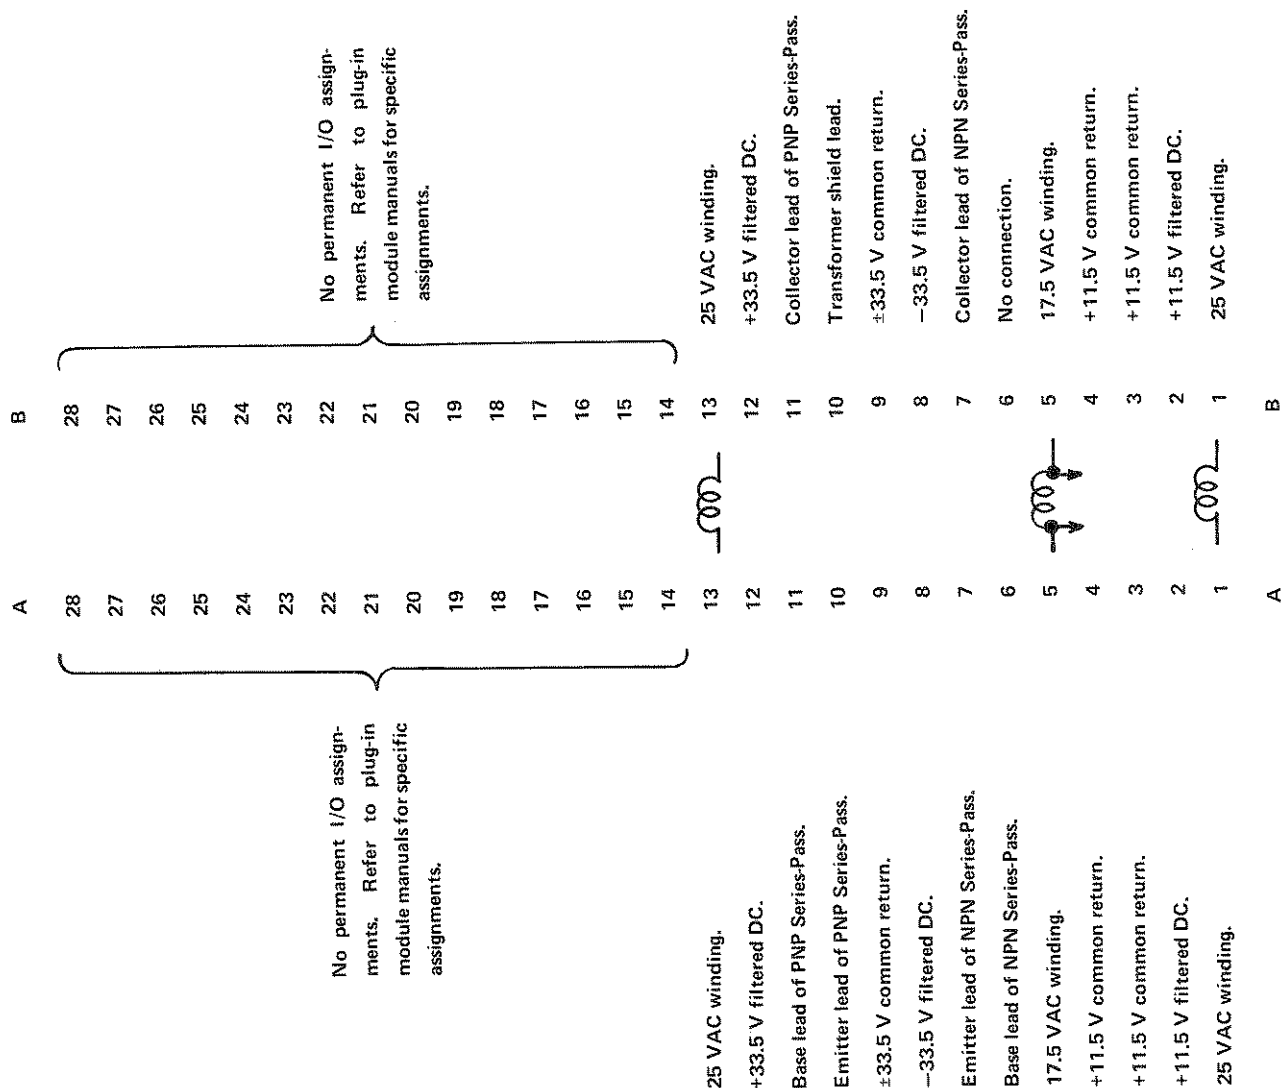 A B
28 28
27 27
26 26
25 25
24 24
23 23
22 22
21 21
20 20
19 19
18 18
17 17
16 16
15 15
14 14
No permanent I/O assign-
ments. Refer to plug-in
module manuals for specific
assignments.
No permanent I/O assign-
ments. Refer to plug-in
module manuals for specific
assignments.
25 VAC winding. 13 13 25 VAC winding.
+33.5 V filtered DC. 12 12 +33.5 V filtered DC.
Base lead of PNP Series-Pass. 11 11 Collector lead of PNP Series-Pass.
Emitter lead of PNP Series-Pass. 10 10 Transformer shield lead.
±33.5 V common return. 9 9 ±33.5 V common return.
−33.5 V filtered DC. 8 8 −33.5 V filtered DC.
Emitter lead of NPN Series-Pass. 7 7 Collector lead of NPN Series-Pass.
Base lead of NPN Series-Pass. 6 6 No connection.
17.5 VAC winding. 5 5 17.5 VAC winding.
+11.5 V common return. 4 4 +11.5 V common return.
+11.5 V common return. 3 3 +11.5 V common return.
+11.5 V filtered DC. 2 2 +11.5 V filtered DC.
25 VAC winding. 1 1 25 VAC winding.
A B